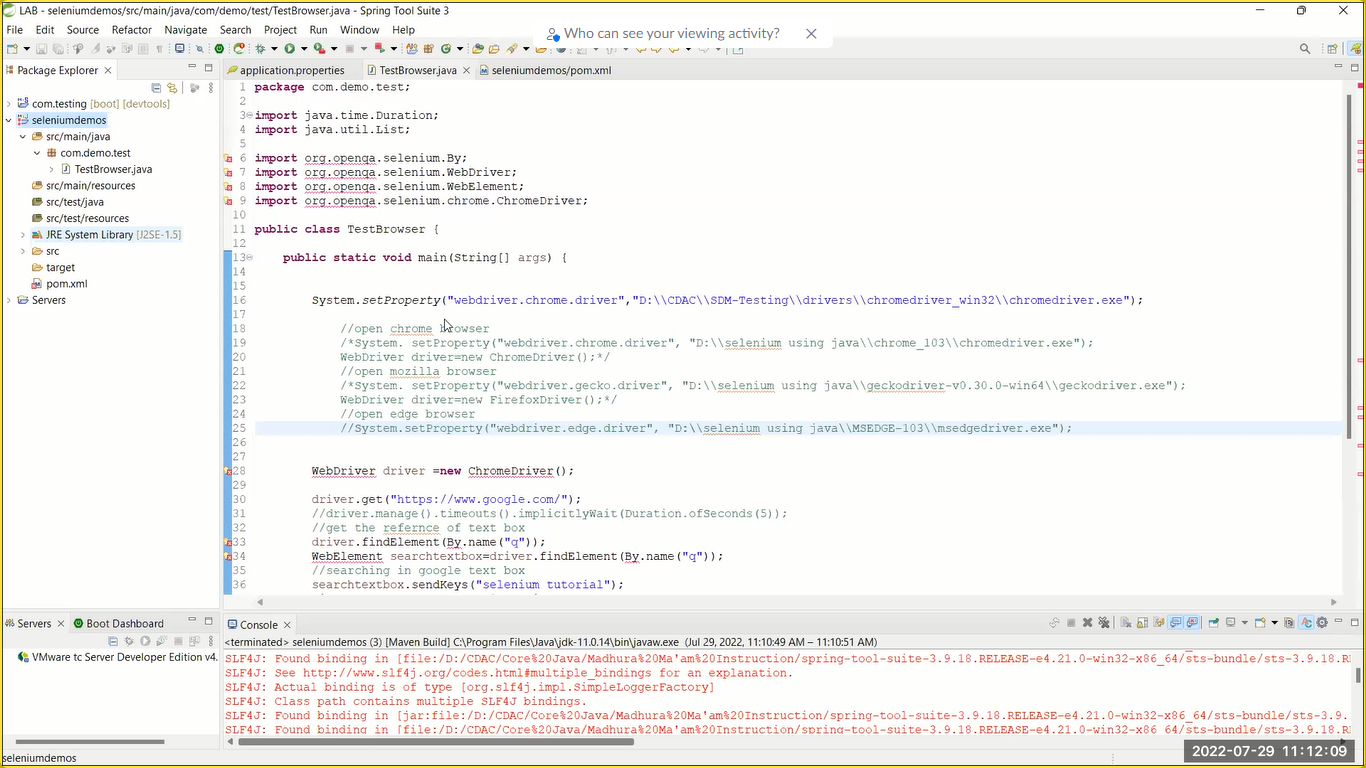 LAB - seleniumdemos/src/main/java/com/demo/test/TestBrowser.java - Spring Tool Suite 3
File Edit Source Refactor Navigate Search Project Run Window Help
Who can see your viewing activity?
Package Explorer
application.properties TestBrowser.java seleniumdemos/pom.xml
com.testing [boot] [devtools]
seleniumdemos
src/main/java
com.demo.test
TestBrowser.java
src/main/resources
src/test/java
src/test/resources
JRE System Library [J2SE-1.5]
src
target
pom.xml
Servers
1 package com.demo.test;
2
3 import java.time.Duration;
4 import java.util.List;
5
6 import org.openqa.selenium.By;
7 import org.openqa.selenium.WebDriver;
8 import org.openqa.selenium.WebElement;
9 import org.openqa.selenium.chrome.ChromeDriver;
10
11 public class TestBrowser {
12
13 public static void main(String[] args) {
14
15
16 System.setProperty("webdriver.chrome.driver","D:\\CDAC\\SDM-Testing\\drivers\\chromedriver_win32\\chromedriver.exe");
17
18 //open chrome browser
19 /*System. setProperty("webdriver.chrome.driver", "D:\\selenium using java\\chrome_103\\chromedriver.exe");
20 WebDriver driver=new ChromeDriver();*/
21 //open mozilla browser
22 /*System. setProperty("webdriver.gecko.driver", "D:\\selenium using java\\geckodriver-v0.30.0-win64\\geckodriver.exe");
23 WebDriver driver=new FirefoxDriver();*/
24 //open edge browser
25 //System.setProperty("webdriver.edge.driver", "D:\\selenium using java\\MSEDGE-103\\msedgedriver.exe");
26
27
28 WebDriver driver =new ChromeDriver();
29
30 driver.get("https://www.google.com/");
31 //driver.manage().timeouts().implicitlyWait(Duration.ofSeconds(5));
32 //get the refernce of text box
33 driver.findElement(By.name("q"));
34 WebElement searchtextbox=driver.findElement(By.name("q"));
35 //searching in google text box
36 searchtextbox.sendKeys("selenium tutorial");
Servers Boot Dashboard
VMware tc Server Developer Edition v4.
Console
<terminated> seleniumdemos (3) [Maven Build] C:\Program Files\Java\jdk-11.0.14\bin\javaw.exe (Jul 29, 2022, 11:10:49 AM – 11:10:51 AM)
SLF4J: Found binding in [file:/D:/CDAC/Core%20Java/Madhura%20Ma'am%20Instruction/spring-tool-suite-3.9.18.RELEASE-e4.21.0-win32-x86_64/sts-bundle/sts-3.9.18.RE
SLF4J: See http://www.slf4j.org/codes.html#multiple_bindings for an explanation.
SLF4J: Actual binding is of type [org.slf4j.impl.SimpleLoggerFactory]
SLF4J: Class path contains multiple SLF4J bindings.
SLF4J: Found binding in [jar:file:/D:/CDAC/Core%20Java/Madhura%20Ma'am%20Instruction/spring-tool-suite-3.9.18.RELEASE-e4.21.0-win32-x86_64/sts-bundle/sts-3.9.
SLF4J: Found binding in [file:/D:/CDAC/Core%20Java/Madhura%20Ma'am%20Instruction/spring-tool-suite-3.9.18.RELEASE-e4.21.0-win32-x86_64/sts-bundle/sts-3.9.18.RE
seleniumdemos
2022-07-29 11:12:09